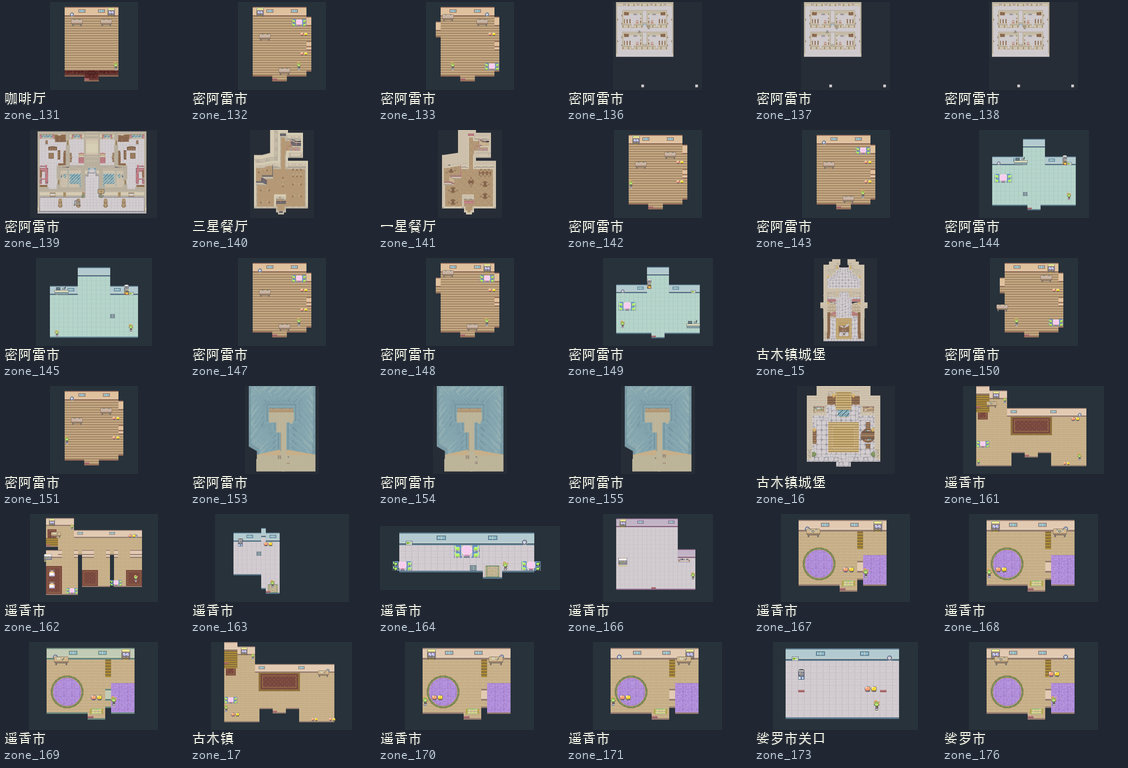 咖啡厅
zone_131
密阿雷市
zone_132
密阿雷市
zone_133
密阿雷市
zone_136
密阿雷市
zone_137
密阿雷市
zone_138
密阿雷市
zone_139
三星餐厅
zone_140
一星餐厅
zone_141
密阿雷市
zone_142
密阿雷市
zone_143
密阿雷市
zone_144
密阿雷市
zone_145
密阿雷市
zone_147
密阿雷市
zone_148
密阿雷市
zone_149
古木镇城堡
zone_15
密阿雷市
zone_150
密阿雷市
zone_151
密阿雷市
zone_153
密阿雷市
zone_154
密阿雷市
zone_155
古木镇城堡
zone_16
遥香市
zone_161
遥香市
zone_162
遥香市
zone_163
遥香市
zone_164
遥香市
zone_166
遥香市
zone_167
遥香市
zone_168
遥香市
zone_169
古木镇
zone_17
遥香市
zone_170
遥香市
zone_171
娑罗市关口
zone_173
娑罗市
zone_176